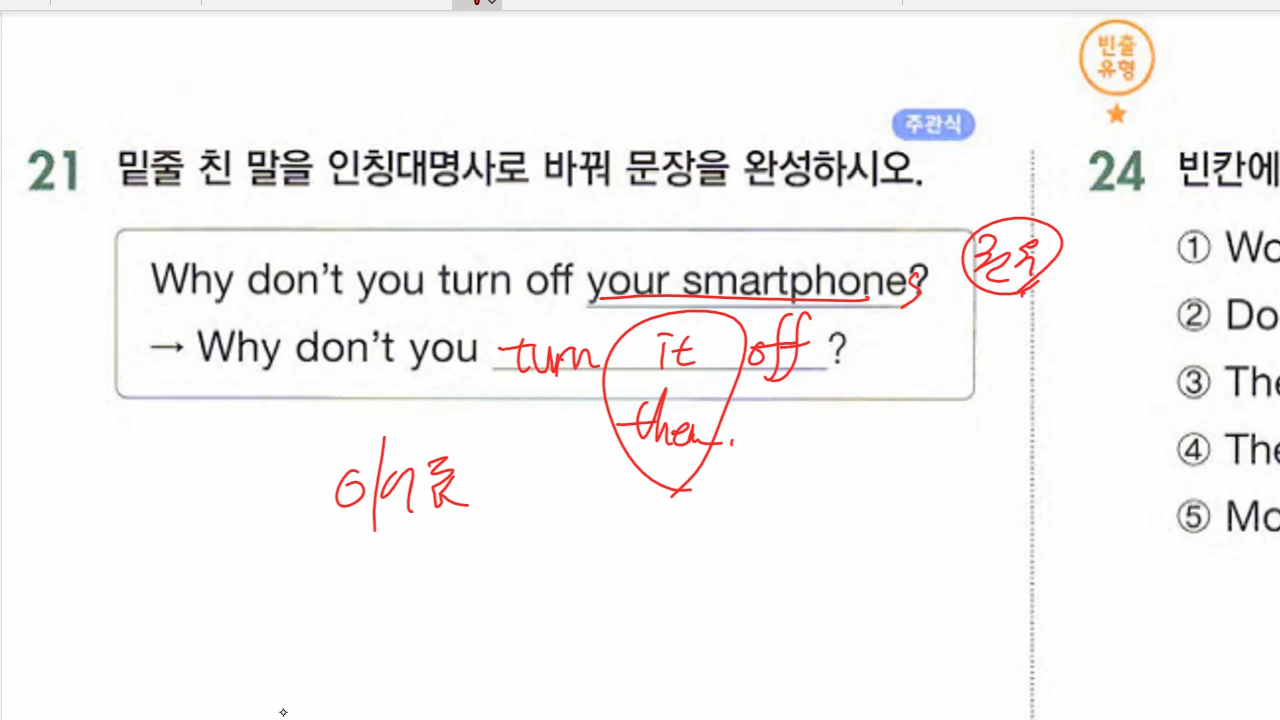 빈출
유형
주관식
21 밑줄 친 말을 인칭대명사로 바꿔 문장을 완성하시오.
Why don't you turn off your smartphones?
→ Why don't you turn it off ?
them.
이어동
24 빈칸에
① Wo
② Do
③ The
④ The
⑤ Mo